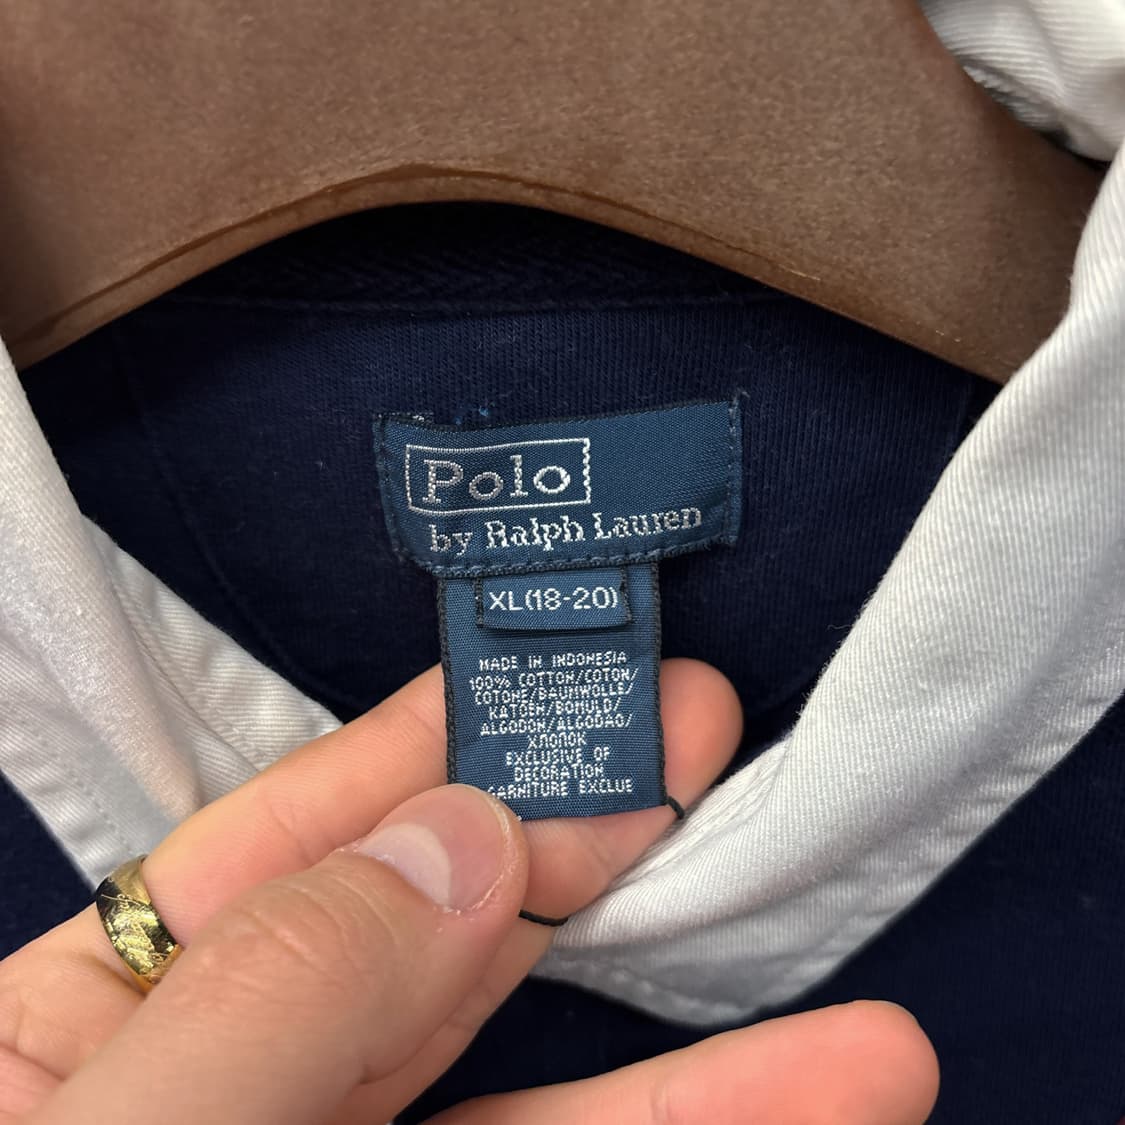 Polo
by Ralph Lauren
XL(18-20)
MADE IN INDONESIA
100% COTTON/COTON/
COTONE/BAUMWOLLE/
KATOEN/BOMULD/
ALGODON/ALGODAO/
ХЛОПОК
EXCLUSIVE OF
DECORATION
GARNITURE EXCLUE